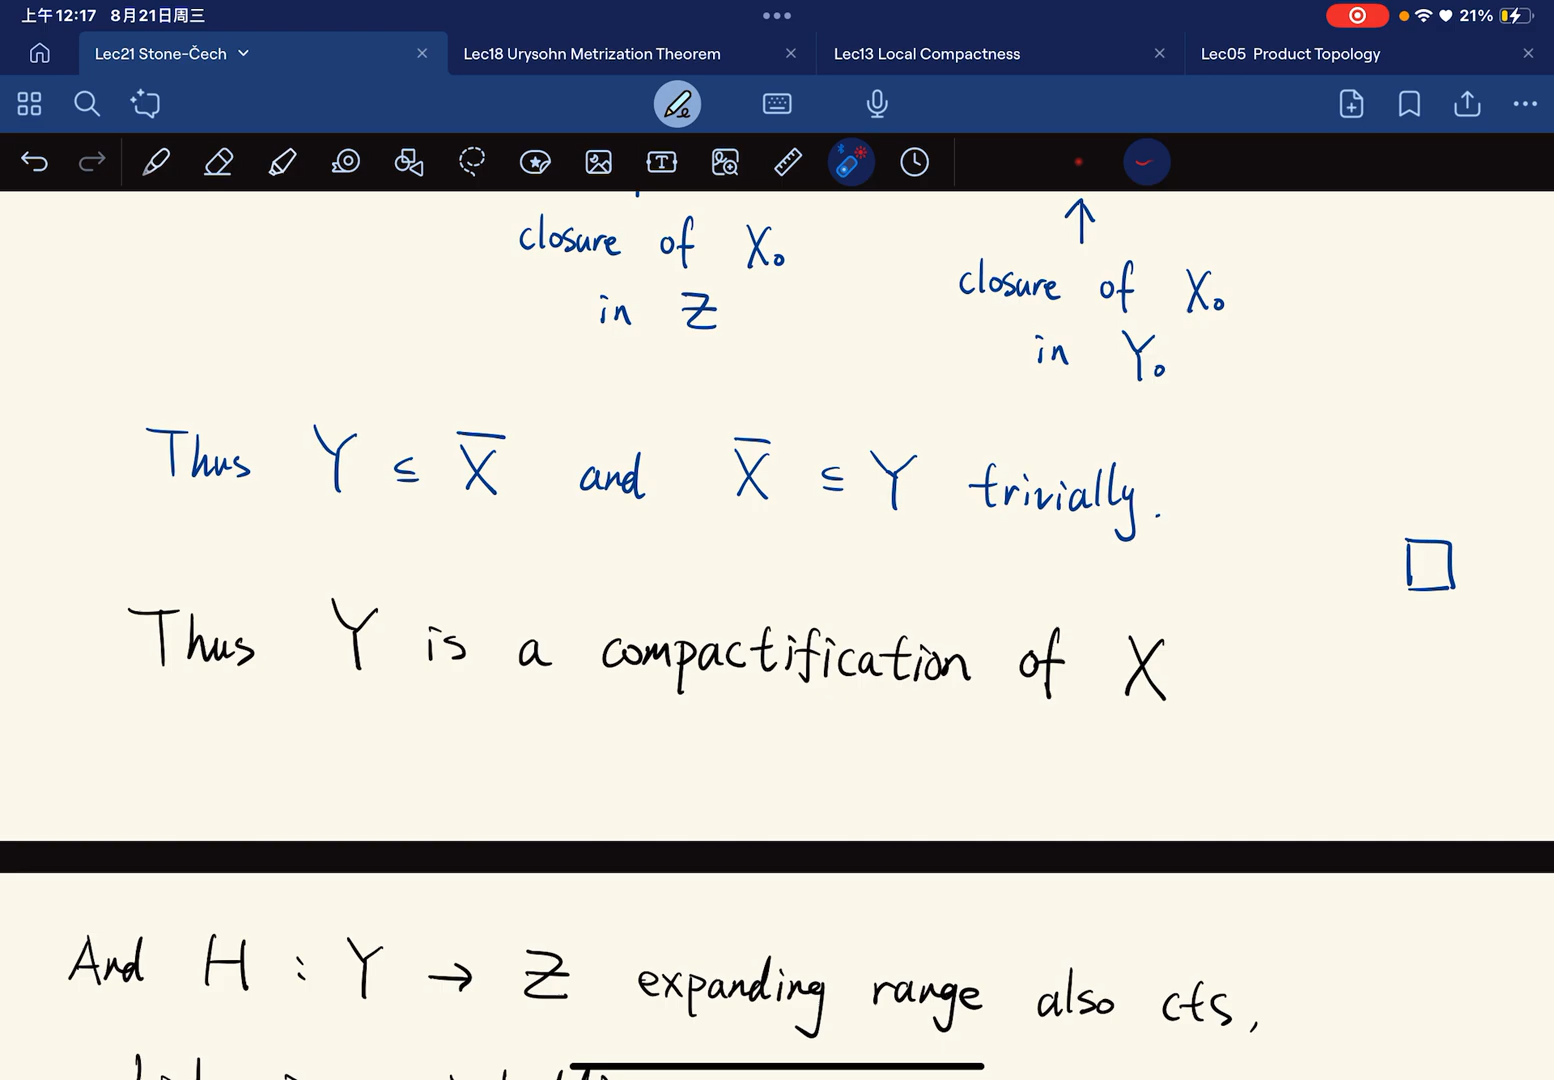 上午12:17 8月21日周三
21%
Lec21 Stone-Čech
Lec18 Urysohn Metrization Theorem
Lec13 Local Compactness
Lec05 Product Topology
closure of X₀
in Z
closure of X₀
in Y₀
Thus Y ⊆ X̅ and X̅ ⊆ Y trivially.
Thus Y is a compactification of X
And H : Y → Z expanding range also cts,